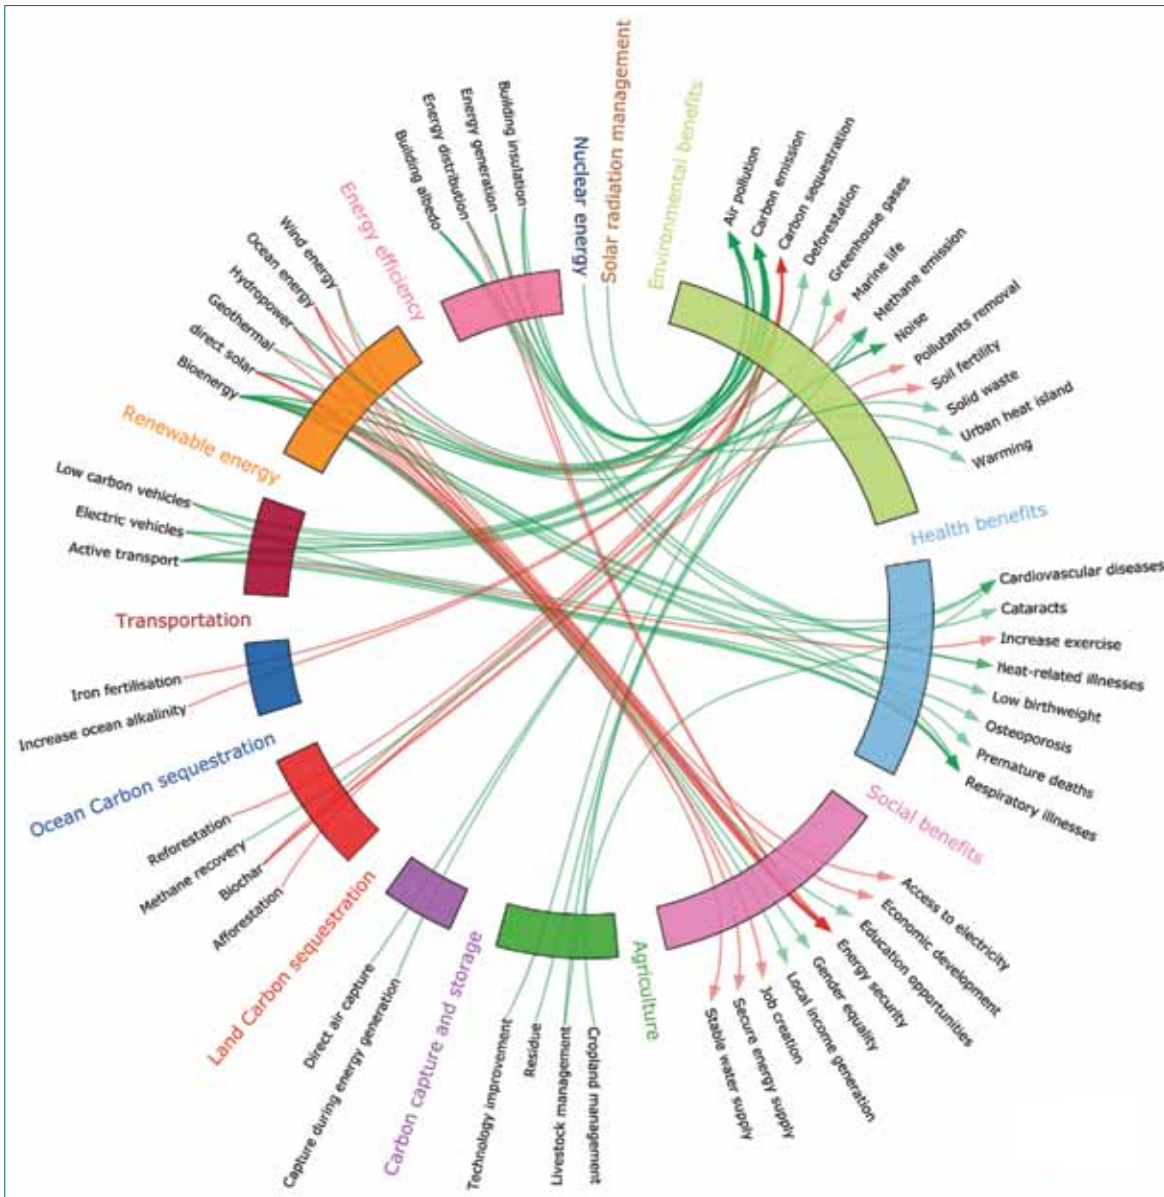 Solar radiation management
Nuclear energy
Building insulation
Energy generation
Energy distribution
Building albedo
Energy efficiency
Wind energy
Ocean energy
Hydropower
Geothermal
direct solar
Bioenergy
Renewable energy
Low carbon vehicles
Electric vehicles
Active transport
Transportation
Iron fertilisation
Increase ocean alkalinity
Ocean Carbon sequestration
Reforestation
Methane recovery
Biochar
Afforestation
Land Carbon sequestration
Direct air capture
Capture during energy generation
Carbon capture and storage
Technology improvement
Residue
Livestock management
Cropland management
Agriculture
Environmental benefits
Air pollution
Carbon emission
Carbon sequestration
Deforestation
Greenhouse gases
Marine life
Methane emission
Noise
Pollutants removal
Soil fertility
Solid waste
Urban heat island
Warming
Health benefits
Cardiovascular diseases
Cataracts
Increase exercise
Heat-related illnesses
Low birthweight
Osteoporosis
Premature deaths
Respiratory illnesses
Social benefits
Access to electricity
Economic development
Education opportunities
Energy security
Gender equality
Local income generation
Job creation
Secure energy supply
Stable water supply